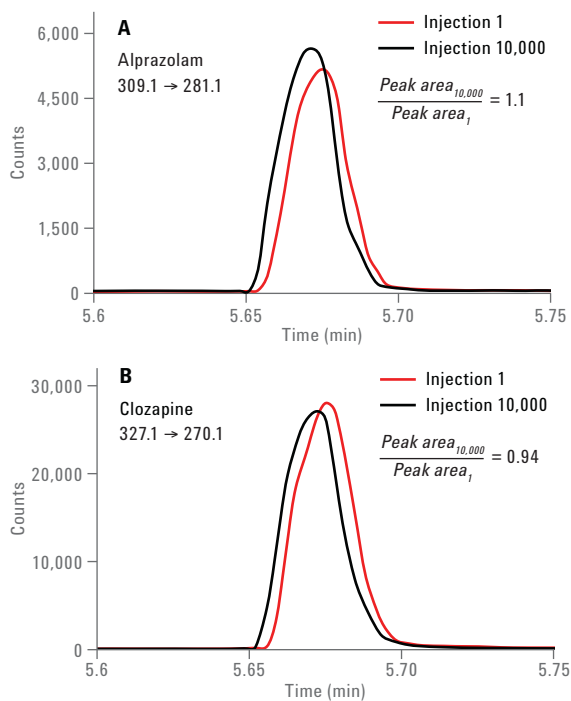 A
Alprazolam
309.1 → 281.1
Injection 1
Injection 10,000
Peak area10,000
Peak area1
= 1.1
6,000
4,500
3,000
1,500
0
Counts
5.6
5.65
5.70
5.75
Time (min)
B
Clozapine
327.1 → 270.1
Injection 1
Injection 10,000
Peak area10,000
Peak area1
= 0.94
30,000
20,000
10,000
0
Counts
5.6
5.65
5.70
5.75
Time (min)